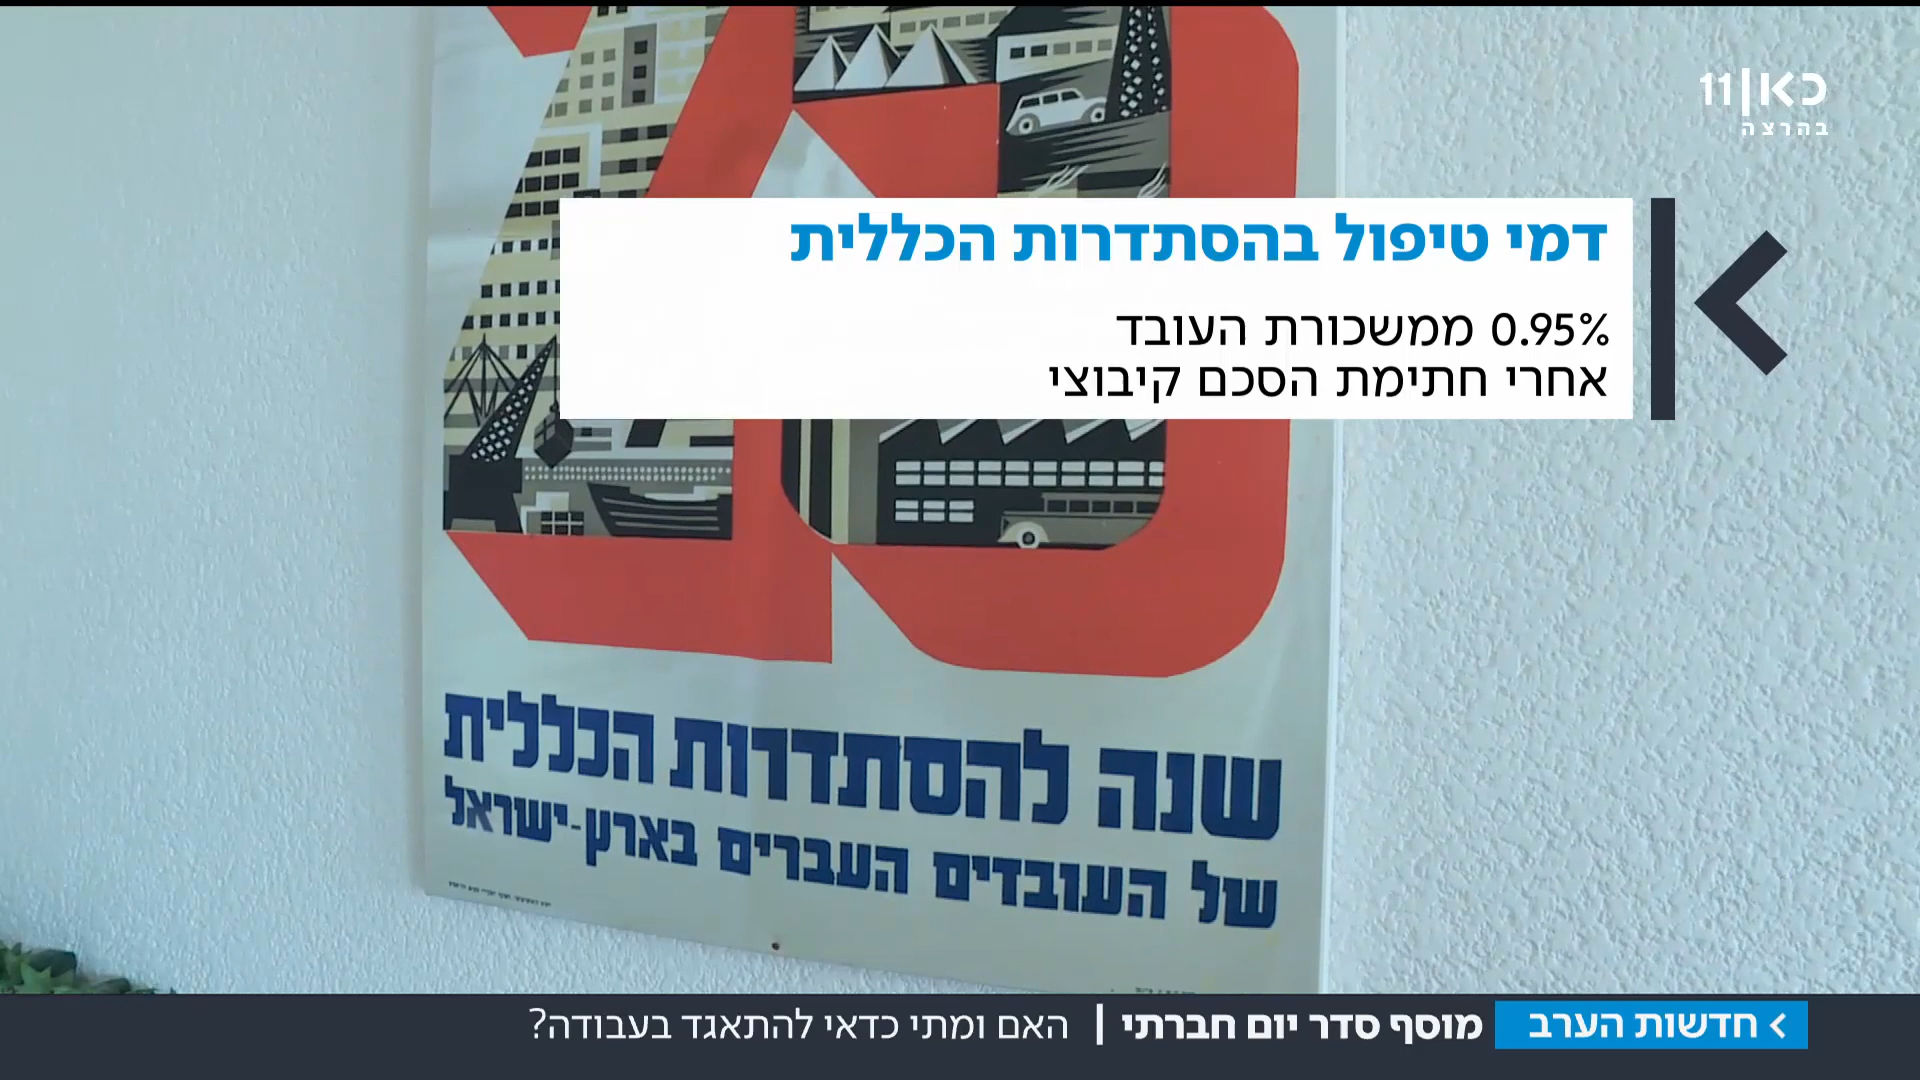 כאן 11
בהרצה
דמי טיפול בהסתדרות הכללית
0.95% ממשכורת העובד
אחרי חתימת הסכם קיבוצי
שנה להסתדרות הכללית
של העובדים העברים בארץ-ישראל
חדשות הערב
מוסף סדר יום חברתי | האם ומתי כדאי להתאגד בעבודה?